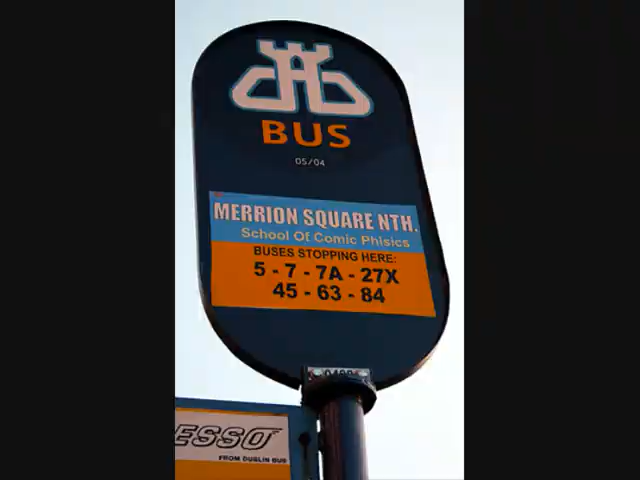 BUS
05/04
MERRION SQUARE NTH.
School Of Comic Phisics
BUSES STOPPING HERE:
5 - 7 - 7A - 27X
45 - 63 - 84
ESSO
FROM DUBLIN BUS